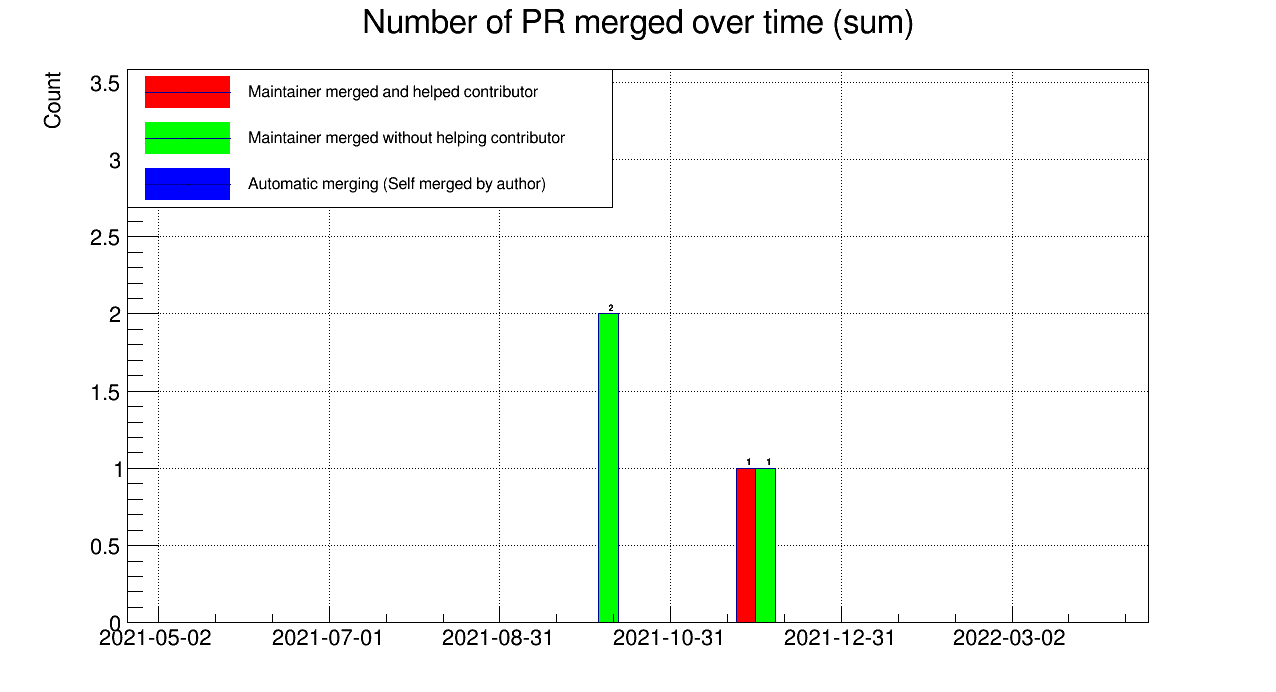 Number of PR merged over time (sum)
Count
Maintainer merged and helped contributor
Maintainer merged without helping contributor
Automatic merging (Self merged by author)
3.5
3
2.5
2
1.5
1
0.5
0
2
1 1
2021-05-02 2021-07-01 2021-08-31 2021-10-31 2021-12-31 2022-03-02